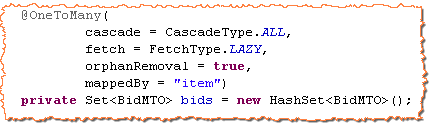 @OneToMany(
cascade = CascadeType.ALL,
fetch = FetchType.LAZY,
orphanRemoval = true,
mappedBy = "item")
private Set<BidMTO> bids = new HashSet<BidMTO>();